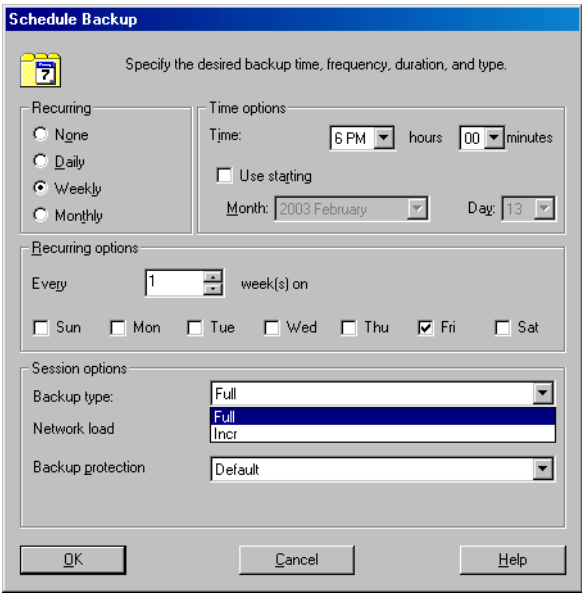 Schedule Backup
7
Specify the desired backup time, frequency, duration, and type.
Recurring
None
Daily
Weekly
Monthly
Time options
Time: 6 PM hours 00 minutes
Use starting
Month: 2003 February Day: 13
Recurring options
Every 1 week(s) on
Sun Mon Tue Wed Thu Fri Sat
Session options
Backup type: Full
Full
Network load Incr
Backup protection Default
OK Cancel Help